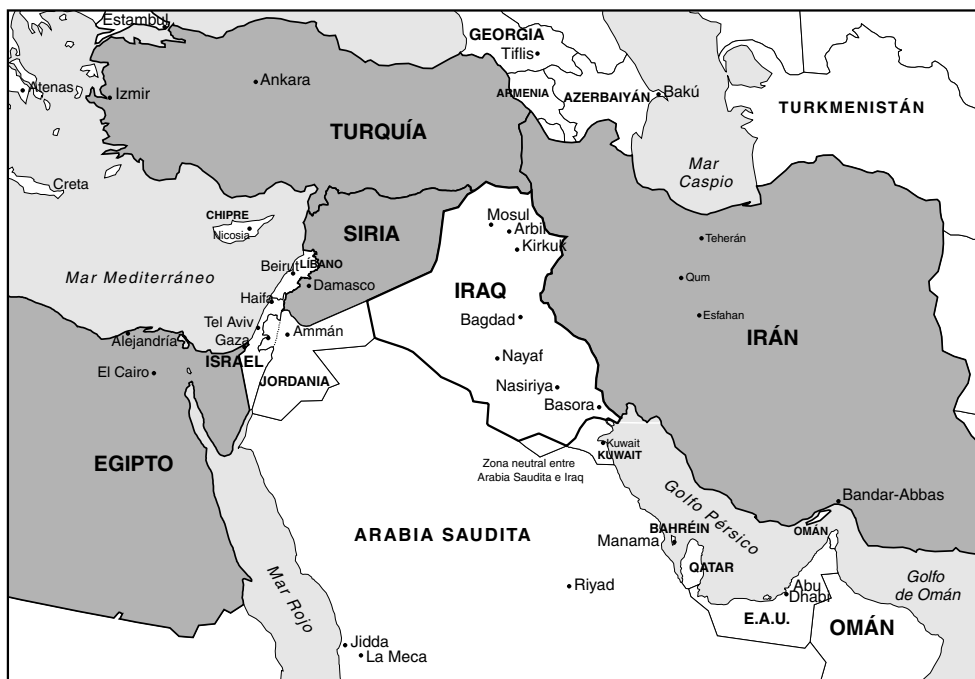 Estambul
GEORGIA
Tiflis
Atenas
Izmir
Ankara
ARMENIA
AZERBAIYÁN
Bakú
TURKMENISTÁN
TURQUÍA
Mar
Caspio
Creta
CHIPRE
Nicosia
SIRIA
Mosul
Arbil
Kirkuk
Teherán
Mar Mediterráneo
Beirut
LÍBANO
Damasco
Qum
Haifa
IRAQ
Bagdad
Esfahan
IRÁN
Tel Aviv
Gaza
Ammán
Alejandría
ISRAEL
El Cairo
JORDANIA
Nayaf
Nasiriya
Basora
EGIPTO
Kuwait
KUWAIT
Zona neutral entre
Arabia Saudita e Iraq
Golfo Pérsico
Bandar-Abbas
ARABIA SAUDITA
BAHRÉIN
Manama
OMÁN
QATAR
Mar Rojo
Riyad
Abu
Dhabi
Golfo
de Omán
E.A.U.
OMÁN
Jidda
La Meca